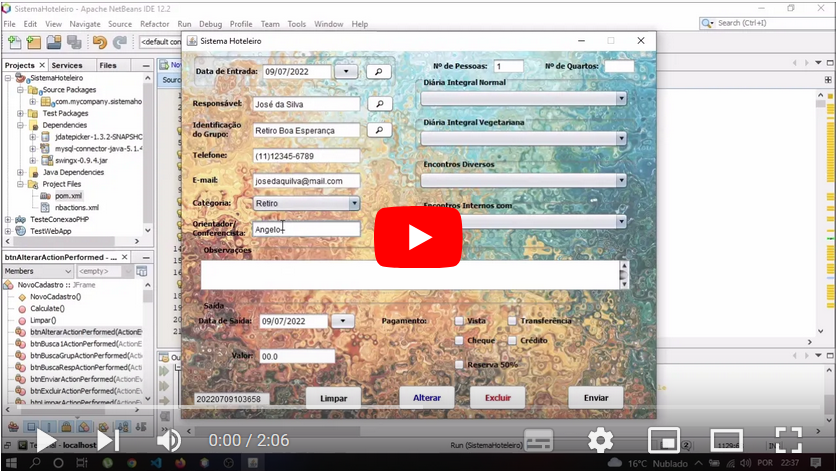 SistemaHoteleiro - Apache NetBeans IDE 12.2
File Edit View Navigate Source Refactor Run Debug Profile Team Tools Window Help
Search (Ctrl+I)
<default con
Projects Services Files
SistemaHoteleiro
Source Packages
com.mycompany.sistemaho
Test Packages
Dependencies
jdatepicker-1.3.2-SNAPSHC
mysql-connector-java-5.1.4
swingx-0.9.4.jar
Java Dependencies
Project Files
pom.xml
nbactions.xml
TesteConexaoPHP
TestWebApp
btnAlterarActionPerformed -...
Members <empty>
NovoCadastro() :: JFrame
NovoCadastro()
Calculate()
Limpar()
btnAlterarActionPerformed(ActionE
btnBusca1ActionPerformed(Action
btnBuscaGrupActionPerformed(Act
btnBuscaRespActionPerformed(Act
btnEnviarActionPerformed(ActionE
btnExcluirActionPerformed(ActionE
btnLimparActionPerformed(Action
Sistema Hoteleiro
Data de Entrada: 09/07/2022
Nº de Pessoas: 1 Nº de Quartos:
Diária Integral Normal
Responsável: José da Silva
Identificação do Grupo: Retiro Boa Esperança
Diária Integral Vegetariana
Telefone: (11)12345-6789
Encontros Diversos
E-mail: josedaquilva@mail.com
Categoria: Retiro
Encontros Internos com
Orientador/ Conferencista: Angelo
Observações
Saída
Data de Saída: 09/07/2022
Pagamento: Vista Transferência
Cheque Crédito
Valor: 00.0
Reserva 50%
20220709103658 Limpar Alterar Excluir Enviar
0:00 / 2:06
Run (SistemaHoteleiro)
16°C Nublado POR 22:37